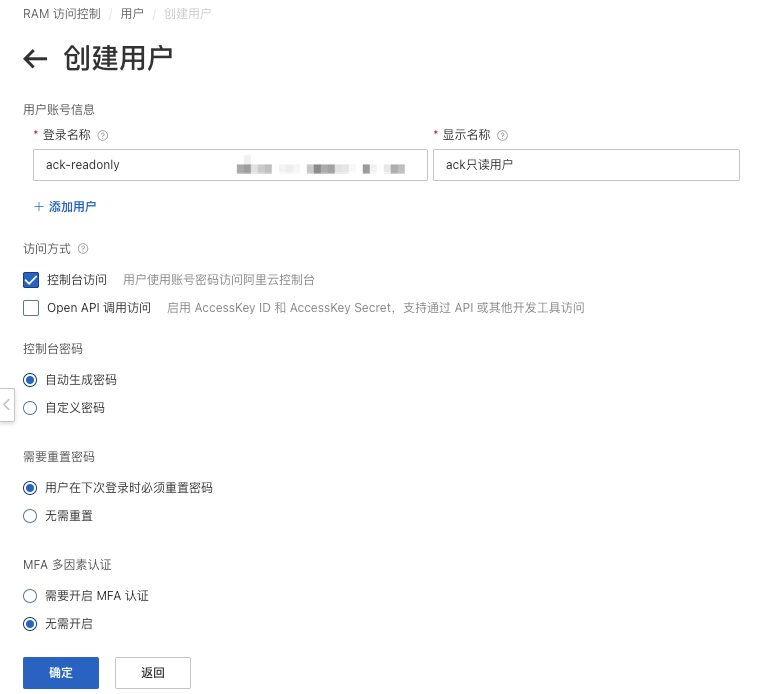 RAM 访问控制 / 用户 / 创建用户
← 创建用户
用户账号信息
* 登录名称 * 显示名称
ack-readonly ack只读用户
+ 添加用户
访问方式
控制台访问 用户使用账号密码访问阿里云控制台
Open API 调用访问 启用 AccessKey ID 和 AccessKey Secret，支持通过 API 或其他开发工具访问
控制台密码
自动生成密码
自定义密码
需要重置密码
用户在下次登录时必须重置密码
无需重置
MFA 多因素认证
需要开启 MFA 认证
无需开启
确定 返回